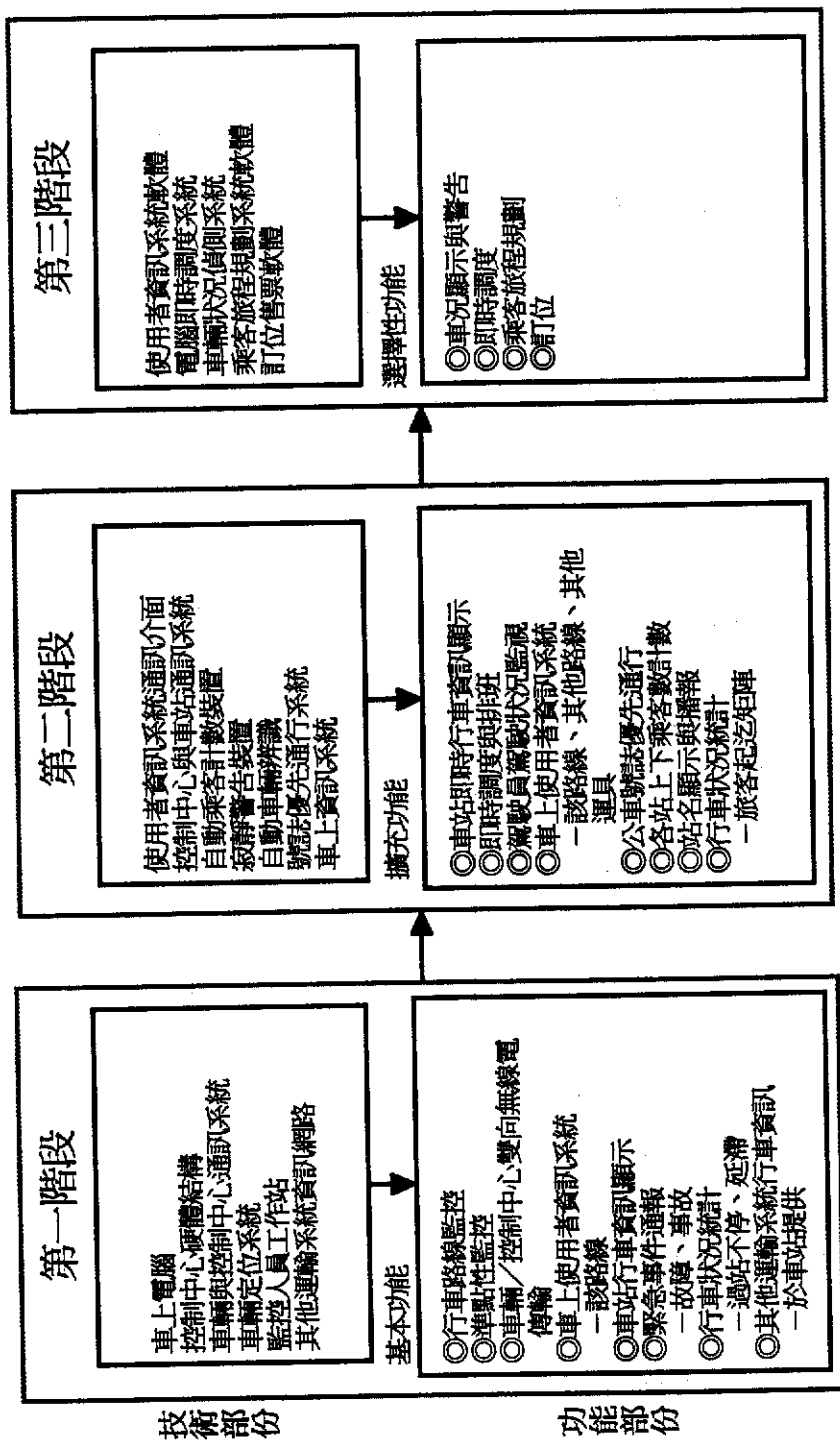 第一階段
技術部份
車上電腦
控制中心硬體結構
車輛與控制中心通訊系統
車輛定位系統
監控人員工作站
其他運輸系統資訊網路
基本功能
功能部份
◎行車路線監控
◎準點性監控
◎車輛／控制中心雙向無線電
傳輸
◎車上使用者資訊系統
－該路線
◎車站行車資訊顯示
◎緊急事件通報
－故障、事故
◎行車狀況統計
－過站不停、延滯
◎其他運輸系統行車資訊
－於車站提供
第二階段
使用者資訊系統通訊介面
控制中心與車站通訊系統
自動乘客計數裝置
寂靜警告裝置
自動車輛辨識
號誌優先通行系統
車上資訊系統
擴充功能
◎車站即時行車資訊顯示
◎即時調度與排班
◎駕駛員駕駛狀況監視
◎車上使用者資訊系統
－該路線、其他路線、其他
運具
◎公車號誌優先通行
◎各站上下乘客數計數
◎站名顯示與播報
◎行車狀況統計
－旅客起迄矩陣
第三階段
使用者資訊系統軟體
電腦即時調度系統
車輛狀況偵測系統
乘客旅程規劃系統軟體
訂位售票軟體
選擇性功能
◎車況顯示與警告
◎即時調度
◎乘客旅程規劃
◎訂位